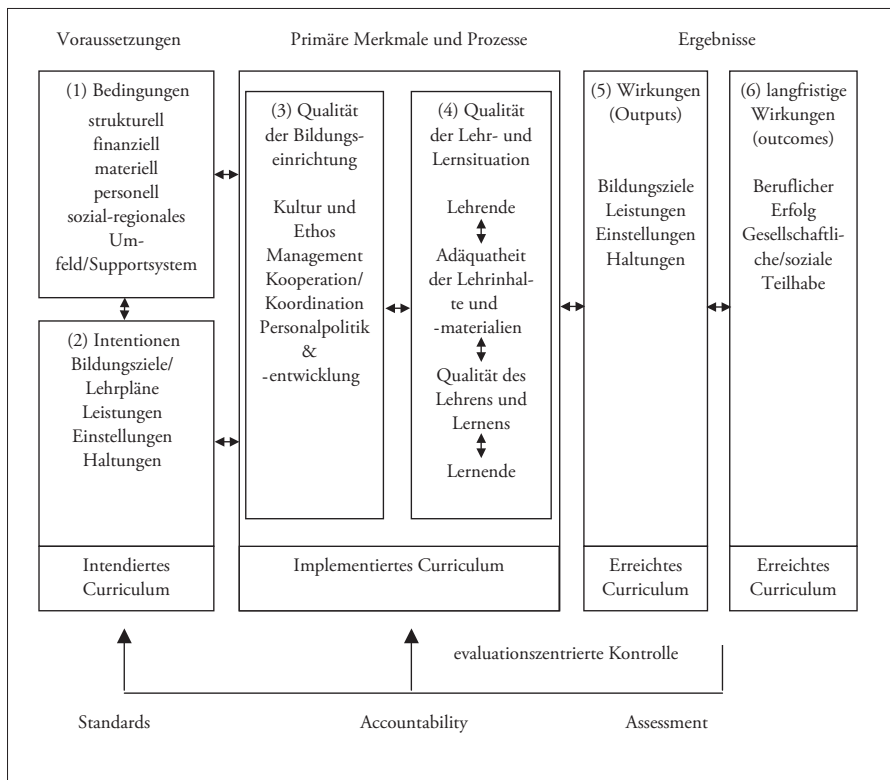 Voraussetzungen
Primäre Merkmale und Prozesse
Ergebnisse
(1) Bedingungen
strukturell
finanziell
materiell
personell
sozial-regionales
Um-
feld/Supportsystem
(2) Intentionen
Bildungsziele/
Lehrpläne
Leistungen
Einstellungen
Haltungen
Intendiertes
Curriculum
(3) Qualität
der Bildungs-
einrichtung
Kultur und
Ethos
Management
Kooperation/
Koordination
Personalpolitik
&
-entwicklung
(4) Qualität
der Lehr- und
Lernsituation
Lehrende
Adäquatheit
der Lehrinhal-
te und
-materialien
Qualität des
Lehrens und
Lernens
Lernende
Implementiertes Curriculum
(5) Wirkungen
(Outputs)
Bildungsziele
Leistungen
Einstellungen
Haltungen
Erreichtes
Curriculum
(6) langfristige
Wirkungen
(outcomes)
Beruflicher
Erfolg
Gesellschaftli-
che/soziale
Teilhabe
Erreichtes
Curriculum
evaluationszentrierte Kontrolle
Standards
Accountability
Assessment